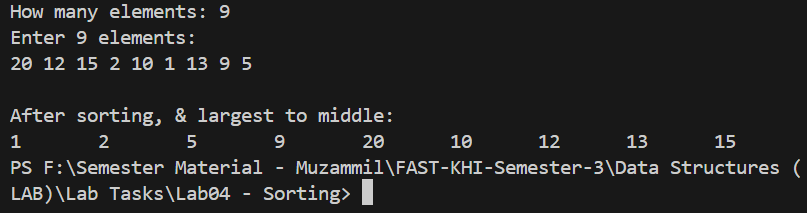 How many elements: 9
Enter 9 elements:
20 12 15 2 10 1 13 9 5
After sorting, & largest to middle:
1 2 5 9 20 10 12 13 15
PS F:\Semester Material - Muzammil\FAST-KHI-Semester-3\Data Structures (
LAB)\Lab Tasks\Lab04 - Sorting>